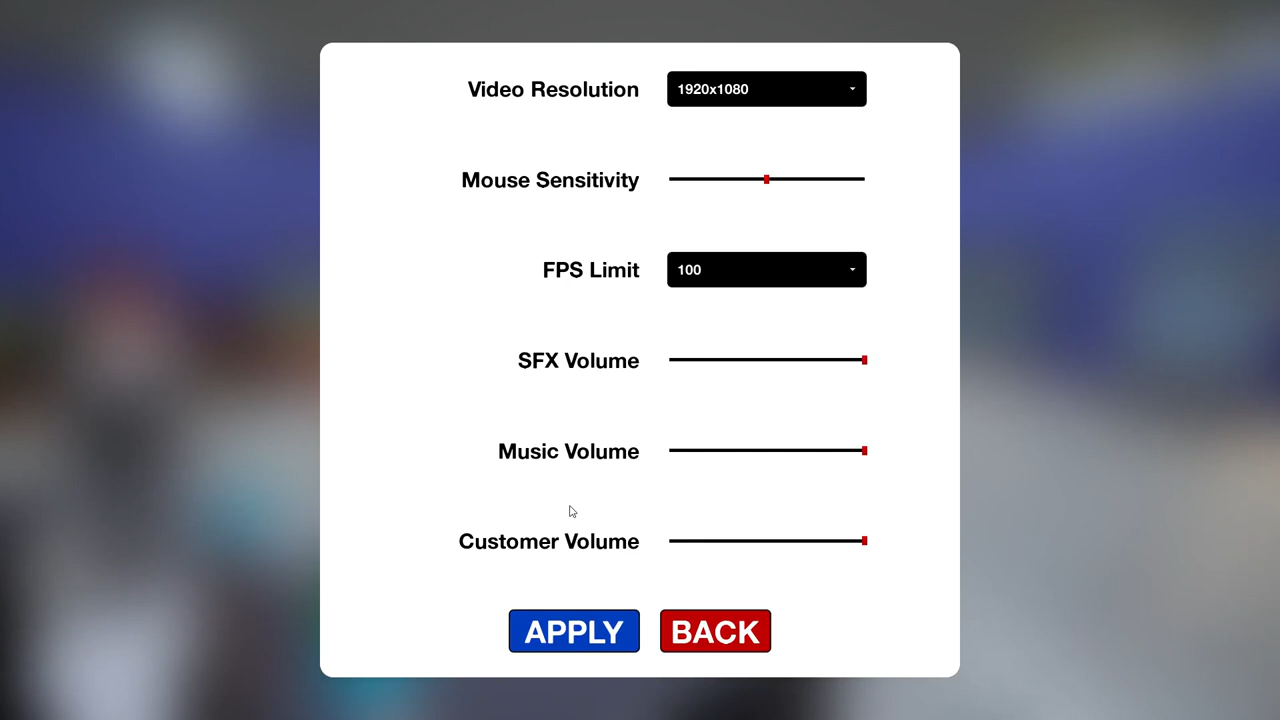 Video Resolution 1920x1080
Mouse Sensitivity
FPS Limit 100
SFX Volume
Music Volume
Customer Volume
APPLY BACK